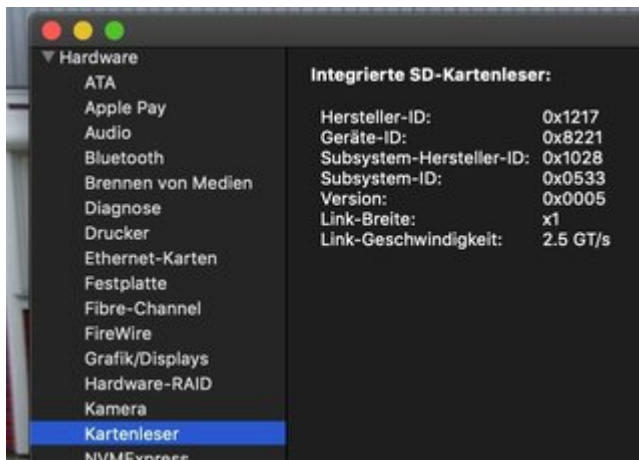 Hardware
ATA
Apple Pay
Audio
Bluetooth
Brennen von Medien
Diagnose
Drucker
Ethernet-Karten
Festplatte
Fibre-Channel
FireWire
Grafik/Displays
Hardware-RAID
Kamera
Kartenleser
NVMExpress
Integrierte SD-Kartenleser:
Hersteller-ID: 0x1217
Geräte-ID: 0x8221
Subsystem-Hersteller-ID: 0x1028
Subsystem-ID: 0x0533
Version: 0x0005
Link-Breite: x1
Link-Geschwindigkeit: 2.5 GT/s